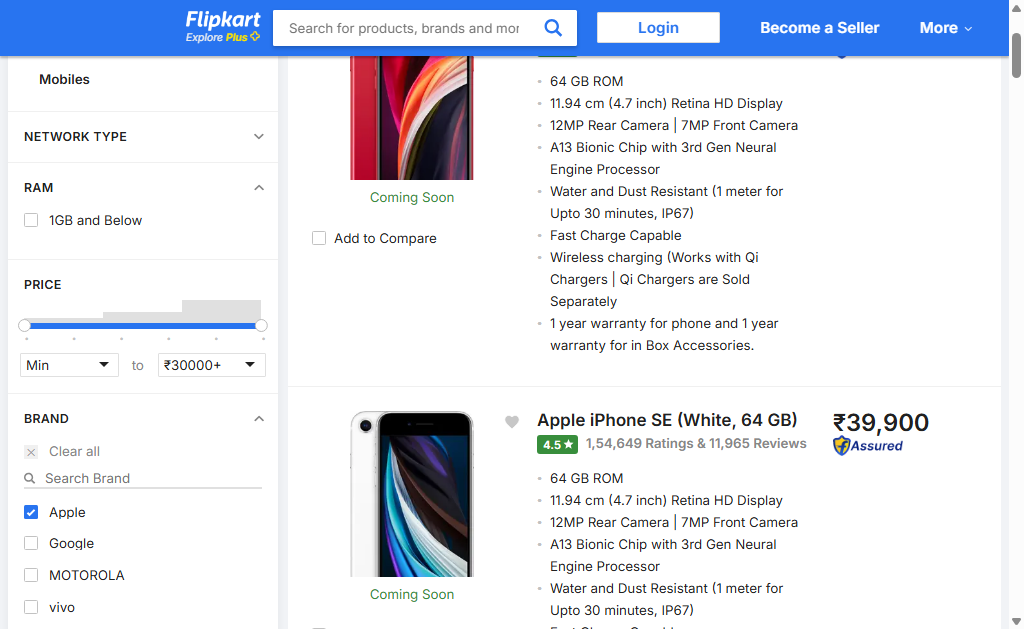 Flipkart
Explore Plus
Search for products, brands and mor
Login
Become a Seller
More
Mobiles
NETWORK TYPE
RAM
1GB and Below
PRICE
Min
to
₹30000+
BRAND
Clear all
Search Brand
Apple
Google
MOTOROLA
vivo
Coming Soon
Add to Compare
64 GB ROM
11.94 cm (4.7 inch) Retina HD Display
12MP Rear Camera | 7MP Front Camera
A13 Bionic Chip with 3rd Gen Neural
Engine Processor
Water and Dust Resistant (1 meter for
Upto 30 minutes, IP67)
Fast Charge Capable
Wireless charging (Works with Qi
Chargers | Qi Chargers are Sold
Separately
1 year warranty for phone and 1 year
warranty for in Box Accessories.
Coming Soon
Apple iPhone SE (White, 64 GB)
4.5★ 1,54,649 Ratings & 11,965 Reviews
₹39,900
Assured
64 GB ROM
11.94 cm (4.7 inch) Retina HD Display
12MP Rear Camera | 7MP Front Camera
A13 Bionic Chip with 3rd Gen Neural
Engine Processor
Water and Dust Resistant (1 meter for
Upto 30 minutes, IP67)